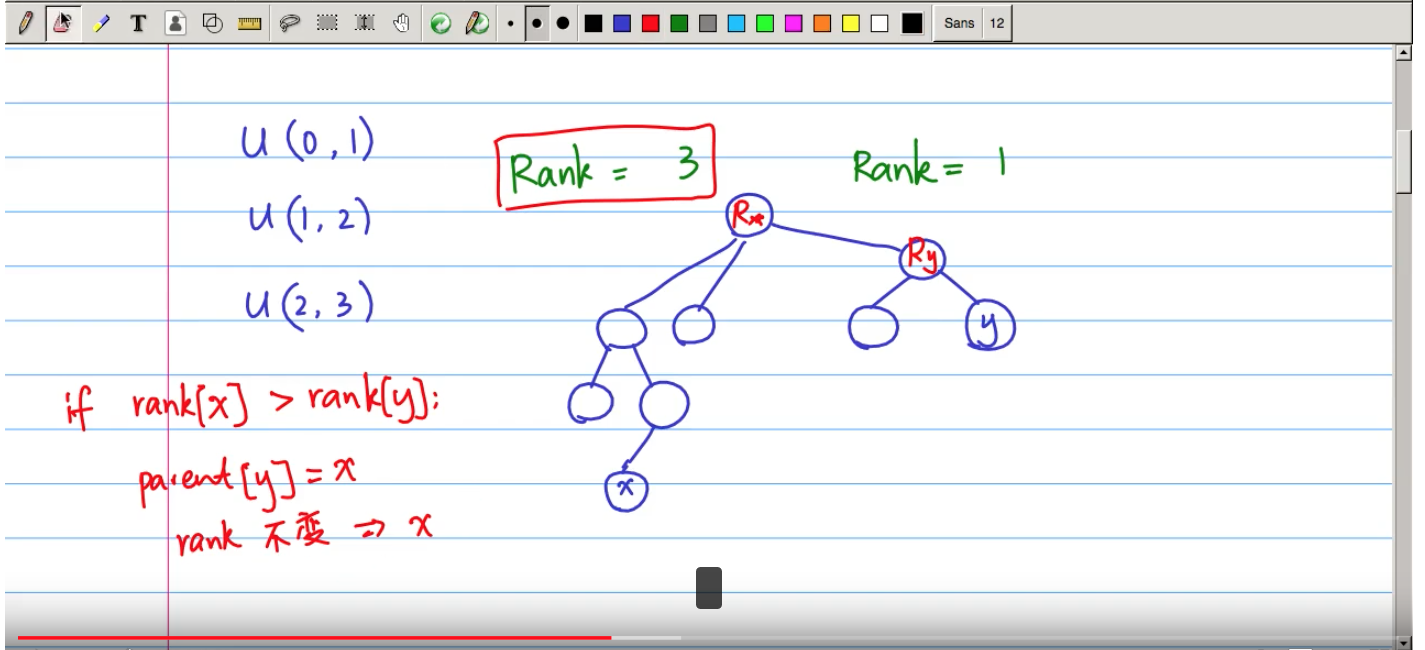 Sans 12
U (0, 1)
Rank = 3
Rank = 1
U (1, 2)
Rx
Ry
U (2, 3)
y
if rank[x] > rank[y]:
parent[y] = x
x
rank 不变 ⇒ x